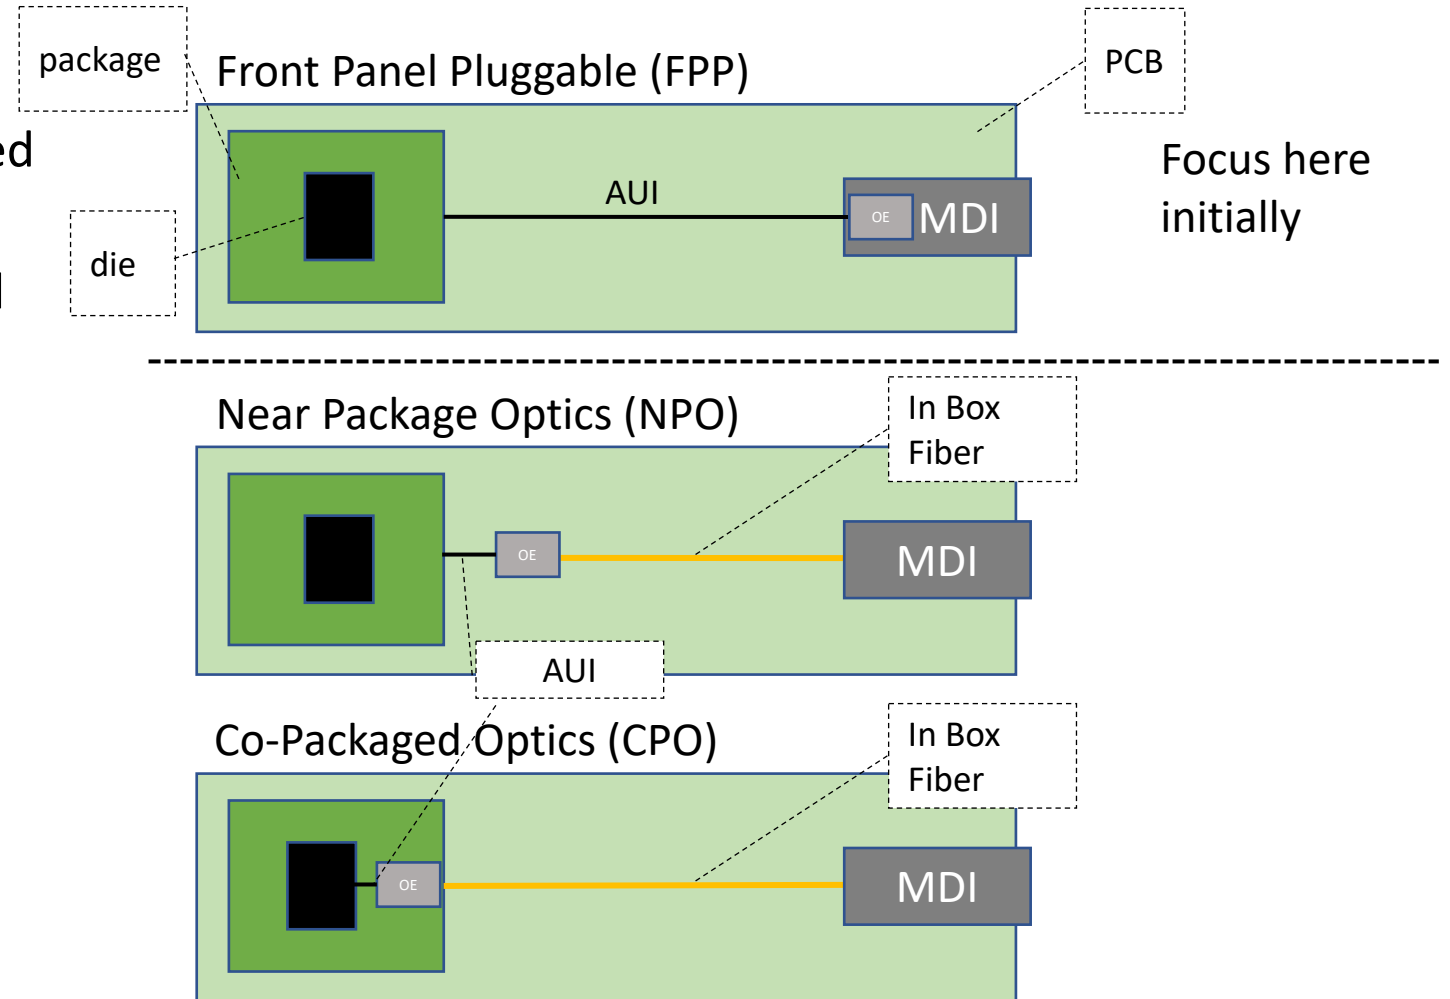 package
Front Panel Pluggable (FPP)
PCB
ed
Focus here
initially
AUI
OE
MDI
die
Near Package Optics (NPO)
In Box
Fiber
OE
MDI
AUI
Co-Packaged Optics (CPO)
In Box
Fiber
OE
MDI